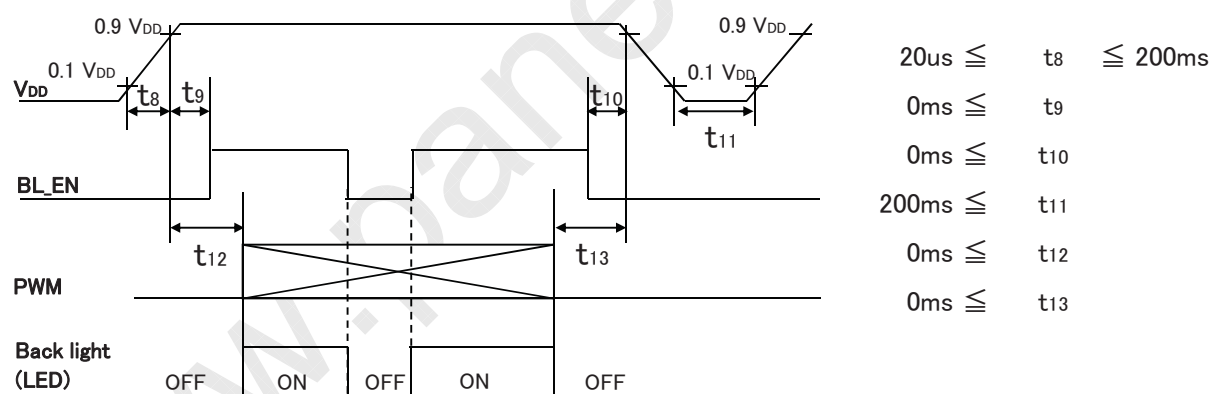 0.9 VDD
0.9 VDD
0.1 VDD
0.1 VDD
VDD
t8
t9
t10
t11
BL_EN
t12
t13
PWM
Back light
(LED)
OFF
ON
OFF
ON
OFF
20us ≦ t8 ≦ 200ms
0ms ≦ t9
0ms ≦ t10
200ms ≦ t11
0ms ≦ t12
0ms ≦ t13
w.pane